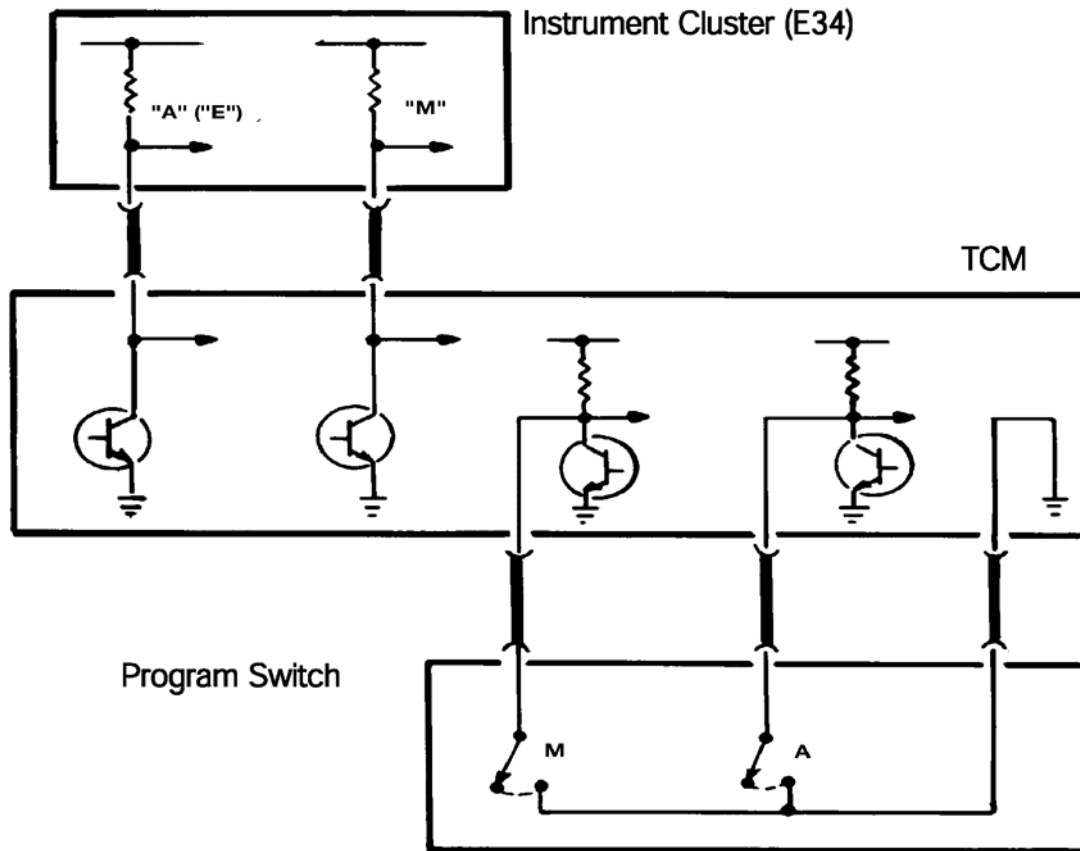 Instrument Cluster (E34)
"A" ("E")
"M"
TCM
Program Switch
M
A